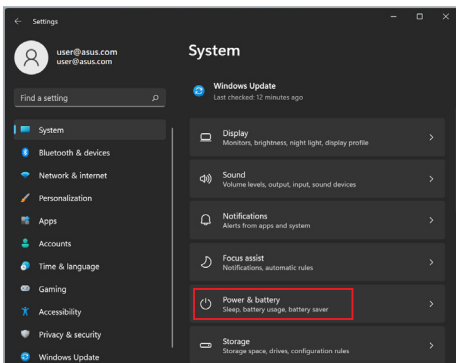 Settings
user@asus.com
user@asus.com
Find a setting
System
Bluetooth & devices
Network & internet
Personalization
Apps
Accounts
Time & language
Gaming
Accessibility
Privacy & security
Windows Update
System
Windows Update
Last checked: 12 minutes ago
Display
Monitors, brightness, night light, display profile
Sound
Volume levels, output, input, sound devices
Notifications
Alerts from apps and system
Focus assist
Notifications, automatic rules
Power & battery
Sleep, battery usage, battery saver
Storage
Storage space, drives, configuration rules